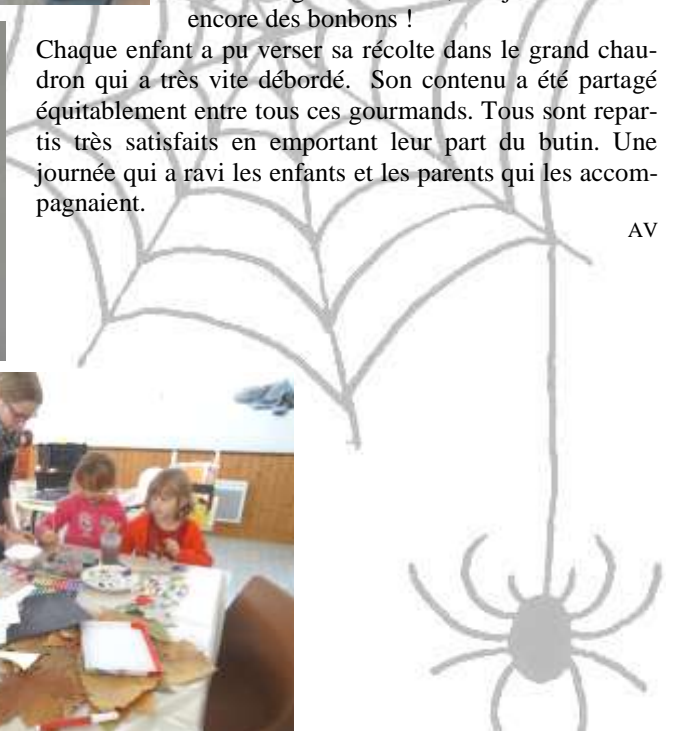 encore des bonbons !
Chaque enfant a pu verser sa récolte dans le grand chau-
dron qui a très vite débordé. Son contenu a été partagé
équitablement entre tous ces gourmands. Tous sont repar-
tis très satisfaits en emportant leur part du butin. Une
journée qui a ravi les enfants et les parents qui les accom-
pagnaient.
AV